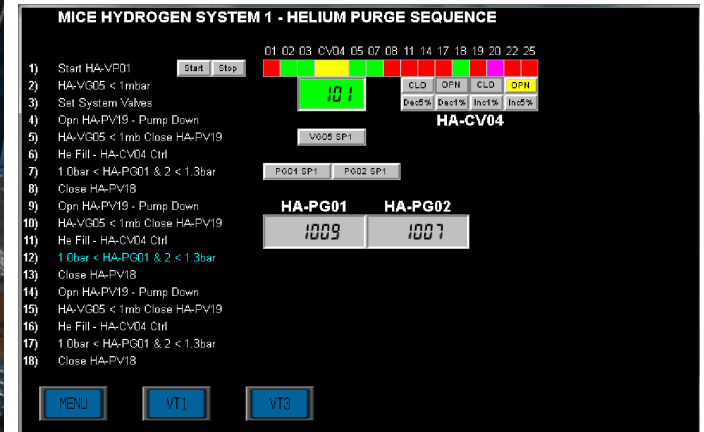 MICE HYDROGEN SYSTEM 1 - HELIUM PURGE SEQUENCE
01 02 03 CV04 05 07 08 11 14 17 18 19 20 22 25
1) Start HA-VP01 Start Stop
2) HA-VG05 < 1mbar
3) Set System Valves
101
CLO OPN CLO OPN
Dec5% Dec1% Inc1% Inc5%
HA-CV04
4) Opn HA-PV19 - Pump Down
5) HA-VG05 < 1mb Close HA-PV19
VG05 SP1
6) He Fill - HA-CV04 Ctrl
7) 1.0bar < HA-PG01 & 2 < 1.3bar
PG01 SP1 PG02 SP1
8) Close HA-PV18
9) Opn HA-PV19 - Pump Down
HA-PG01 HA-PG02
10) HA-VG05 < 1mb Close HA-PV19
11) He Fill - HA-CV04 Ctrl
1009 1007
12) 1.0bar < HA-PG01 & 2 < 1.3bar
13) Close HA-PV18
14) Opn HA-PV19 - Pump Down
15) HA-VG05 < 1mb Close HA-PV19
16) He Fill - HA-CV04 Ctrl
17) 1.0bar < HA-PG01 & 2 < 1.3bar
18) Close HA-PV18
MENU VT1 VT3